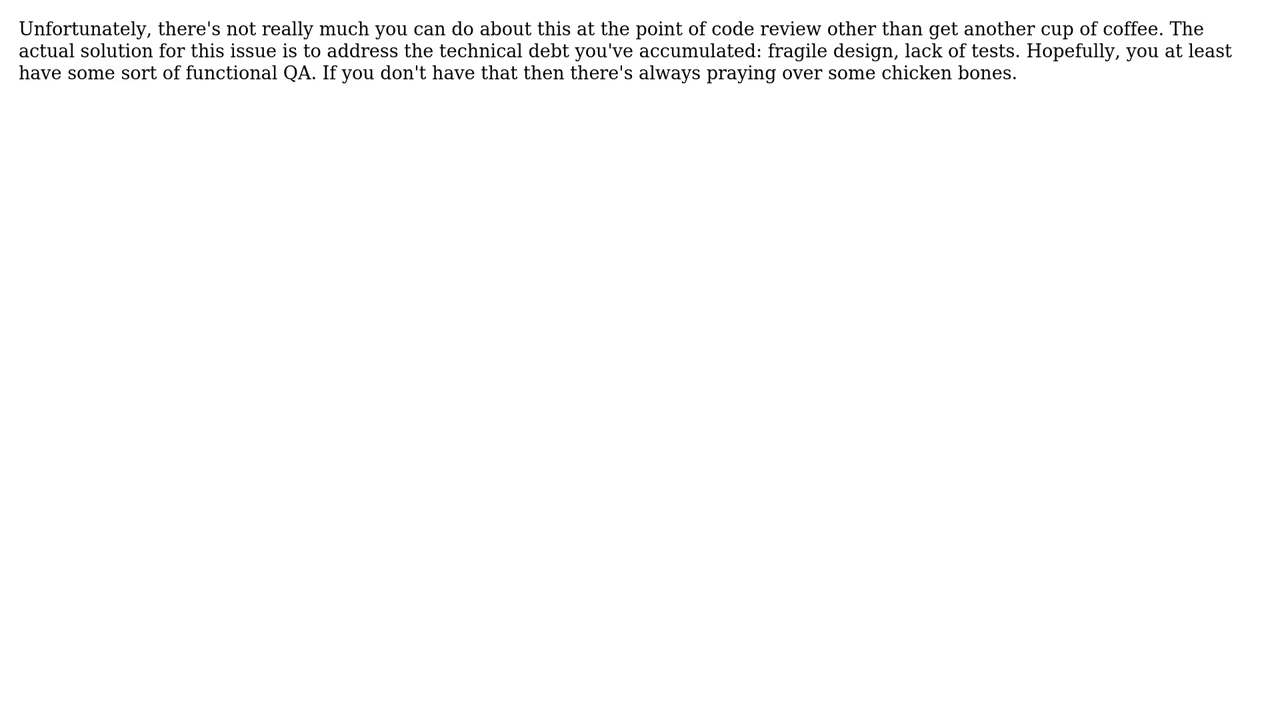 Unfortunately, there's not really much you can do about this at the point of code review other than get another cup of coffee. The
actual solution for this issue is to address the technical debt you've accumulated: fragile design, lack of tests. Hopefully, you at least
have some sort of functional QA. If you don't have that then there's always praying over some chicken bones.